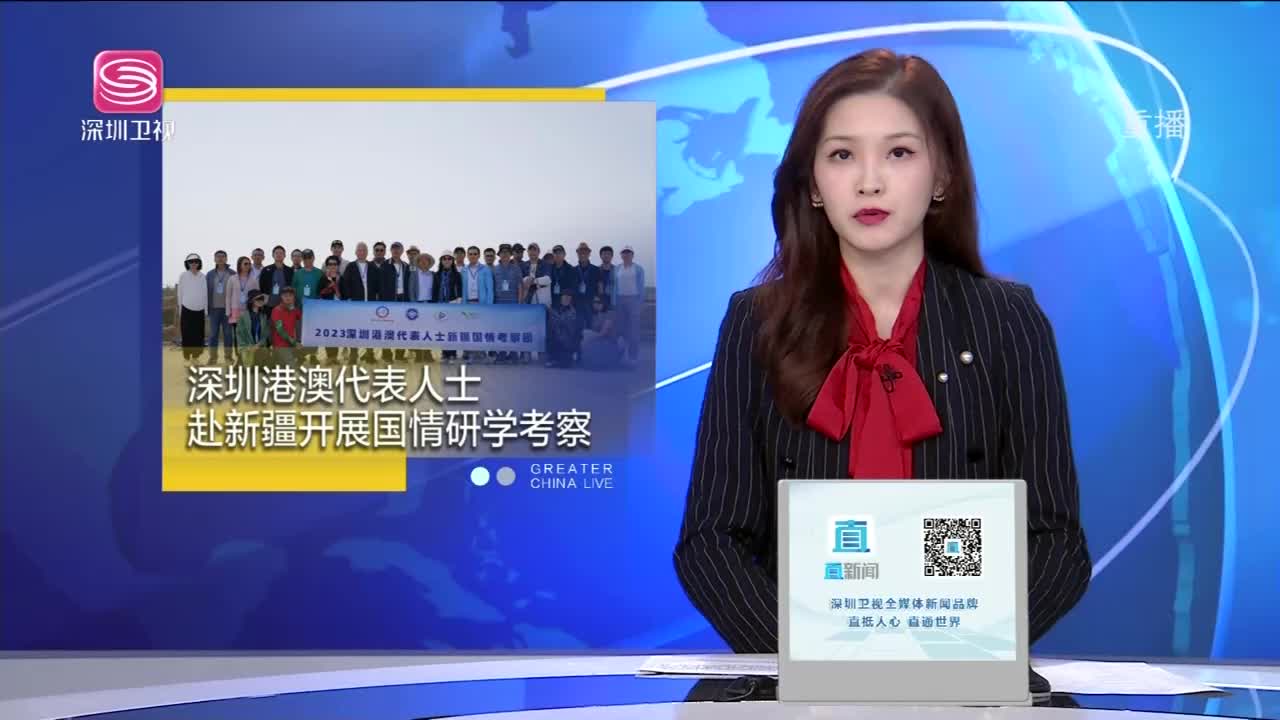 深圳卫视
重播
2023深圳港澳代表人士新疆国情考察团
深圳港澳代表人士
赴新疆开展国情研学考察
GREATER
CHINA LIVE
直
直新闻
深圳卫视全媒体新闻品牌
直抵人心 直通世界